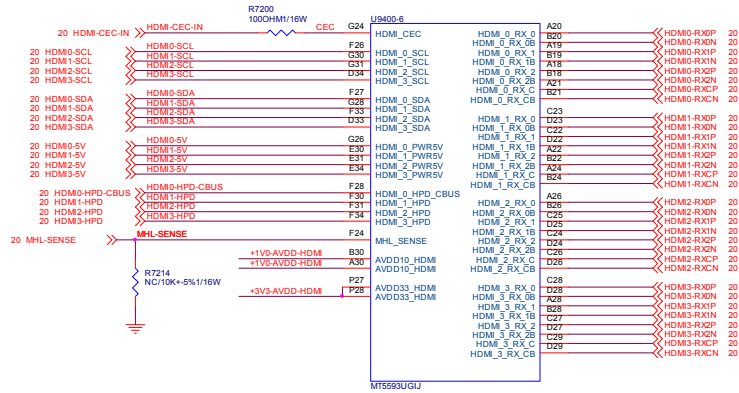 R7200
100OHM1/16W
U9400-6
20 HDMI-CEC-IN HDMI-CEC-IN CEC G24 HDMI_CEC
20 HDMI0-SCL HDMI0-SCL F26 HDMI_0_SCL
20 HDMI1-SCL HDMI1-SCL G30 HDMI_1_SCL
20 HDMI2-SCL HDMI2-SCL G31 HDMI_2_SCL
20 HDMI3-SCL HDMI3-SCL D34 HDMI_3_SCL
20 HDMI0-SDA HDMI0-SDA F27 HDMI_0_SDA
20 HDMI1-SDA HDMI1-SDA G28 HDMI_1_SDA
20 HDMI2-SDA HDMI2-SDA F33 HDMI_2_SDA
20 HDMI3-SDA HDMI3-SDA D33 HDMI_3_SDA
20 HDMI0-5V HDMI0-5V G26 HDMI_0_PWR5V
20 HDMI1-5V HDMI1-5V E30 HDMI_1_PWR5V
20 HDMI2-5V HDMI2-5V E31 HDMI_2_PWR5V
20 HDMI3-5V HDMI3-5V E34 HDMI_3_PWR5V
20 HDMI0-HPD-CBUS HDMI0-HPD-CBUS F28 HDMI_0_HPD_CBUS
20 HDMI1-HPD HDMI1-HPD F30 HDMI_1_HPD
20 HDMI2-HPD HDMI2-HPD F31 HDMI_2_HPD
20 HDMI3-HPD HDMI3-HPD F34 HDMI_3_HPD
20 MHL-SENSE MHL-SENSE F24 MHL_SENSE
+1V0-AVDD-HDMI B30 AVDD10_HDMI
+1V0-AVDD-HDMI A30 AVDD10_HDMI
R7214
NC/10K+-5%1/16W
P27 AVDD33_HDMI
+3V3-AVDD-HDMI P28 AVDD33_HDMI
HDMI_0_RX_0 A20 HDMI0-RX0P 20
HDMI_0_RX_0B B20 HDMI0-RX0N 20
HDMI_0_RX_1 A19 HDMI0-RX1P 20
HDMI_0_RX_1B B19 HDMI0-RX1N 20
HDMI_0_RX_2 A18 HDMI0-RX2P 20
HDMI_0_RX_2B B18 HDMI0-RX2N 20
HDMI_0_RX_C A21 HDMI0-RXCP 20
HDMI_0_RX_CB B21 HDMI0-RXCN 20
HDMI_1_RX_0 C23 HDMI1-RX0P 20
HDMI_1_RX_0B D23 HDMI1-RX0N 20
HDMI_1_RX_1 C22 HDMI1-RX1P 20
HDMI_1_RX_1B D22 HDMI1-RX1N 20
HDMI_1_RX_2 A22 HDMI1-RX2P 20
HDMI_1_RX_2B B22 HDMI1-RX2N 20
HDMI_1_RX_C A24 HDMI1-RXCP 20
HDMI_1_RX_CB B24 HDMI1-RXCN 20
HDMI_2_RX_0 A26 HDMI2-RX0P 20
HDMI_2_RX_0B B26 HDMI2-RX0N 20
HDMI_2_RX_1 C25 HDMI2-RX1P 20
HDMI_2_RX_1B D25 HDMI2-RX1N 20
HDMI_2_RX_2 C24 HDMI2-RX2P 20
HDMI_2_RX_2B D24 HDMI2-RX2N 20
HDMI_2_RX_C C26 HDMI2-RXCP 20
HDMI_2_RX_CB D26 HDMI2-RXCN 20
HDMI_3_RX_0 C28 HDMI3-RX0P 20
HDMI_3_RX_0B D28 HDMI3-RX0N 20
HDMI_3_RX_1 A28 HDMI3-RX1P 20
HDMI_3_RX_1B B28 HDMI3-RX1N 20
HDMI_3_RX_2 C27 HDMI3-RX2P 20
HDMI_3_RX_2B D27 HDMI3-RX2N 20
HDMI_3_RX_C C29 HDMI3-RXCP 20
HDMI_3_RX_CB D29 HDMI3-RXCN 20
MT5593UGIJ